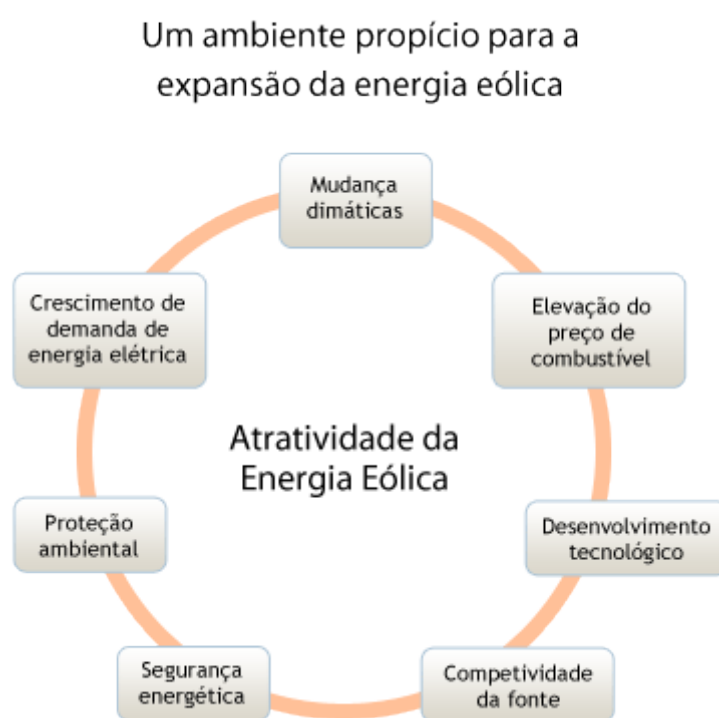 Um ambiente propício para a
expansão da energia eólica
Mudança
dimáticas
Elevação do
preço de
combustível
Desenvolvimento
tecnológico
Competividade
da fonte
Segurança
energética
Proteção
ambiental
Crescimento de
demanda de
energia elétrica
Atratividade da
Energia Eólica